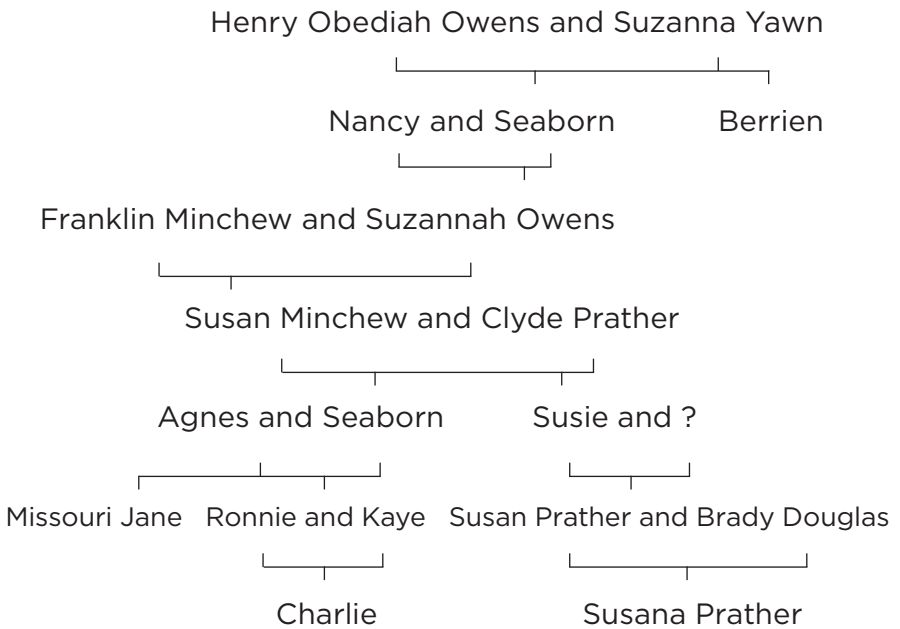 Henry Obediah Owens and Suzanna Yawn
Nancy and Seaborn Berrien
Franklin Minchew and Suzannah Owens
Susan Minchew and Clyde Prather
Agnes and Seaborn Susie and ?
Missouri Jane Ronnie and Kaye Susan Prather and Brady Douglas
Charlie Susana Prather